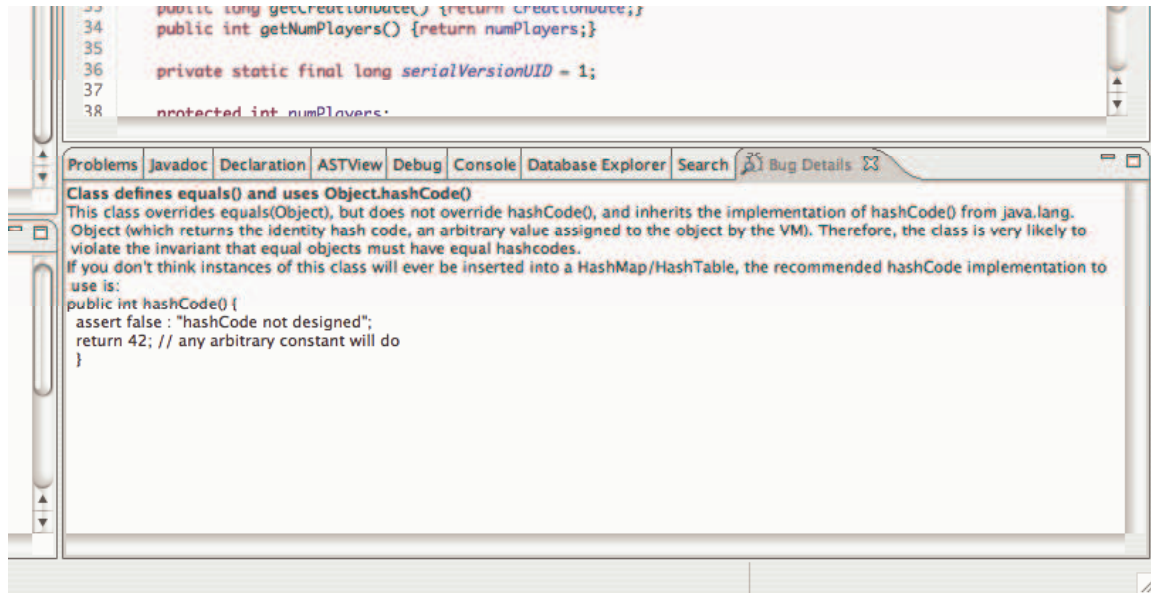 33 public long getCreationDate() {return creationDate;}
34 public int getNumPlayers() {return numPlayers;}
35
36 private static final long serialVersionUID = 1;
37
38 protected int numPlayers;
Problems Javadoc Declaration ASTView Debug Console Database Explorer Search Bug Details
Class defines equals() and uses Object.hashCode()
This class overrides equals(Object), but does not override hashCode(), and inherits the implementation of hashCode() from java.lang.
Object (which returns the identity hash code, an arbitrary value assigned to the object by the VM). Therefore, the class is very likely to
violate the invariant that equal objects must have equal hashcodes.
If you don't think instances of this class will ever be inserted into a HashMap/HashTable, the recommended hashCode implementation to
use is:
public int hashCode() {
assert false : "hashCode not designed";
return 42; // any arbitrary constant will do
}